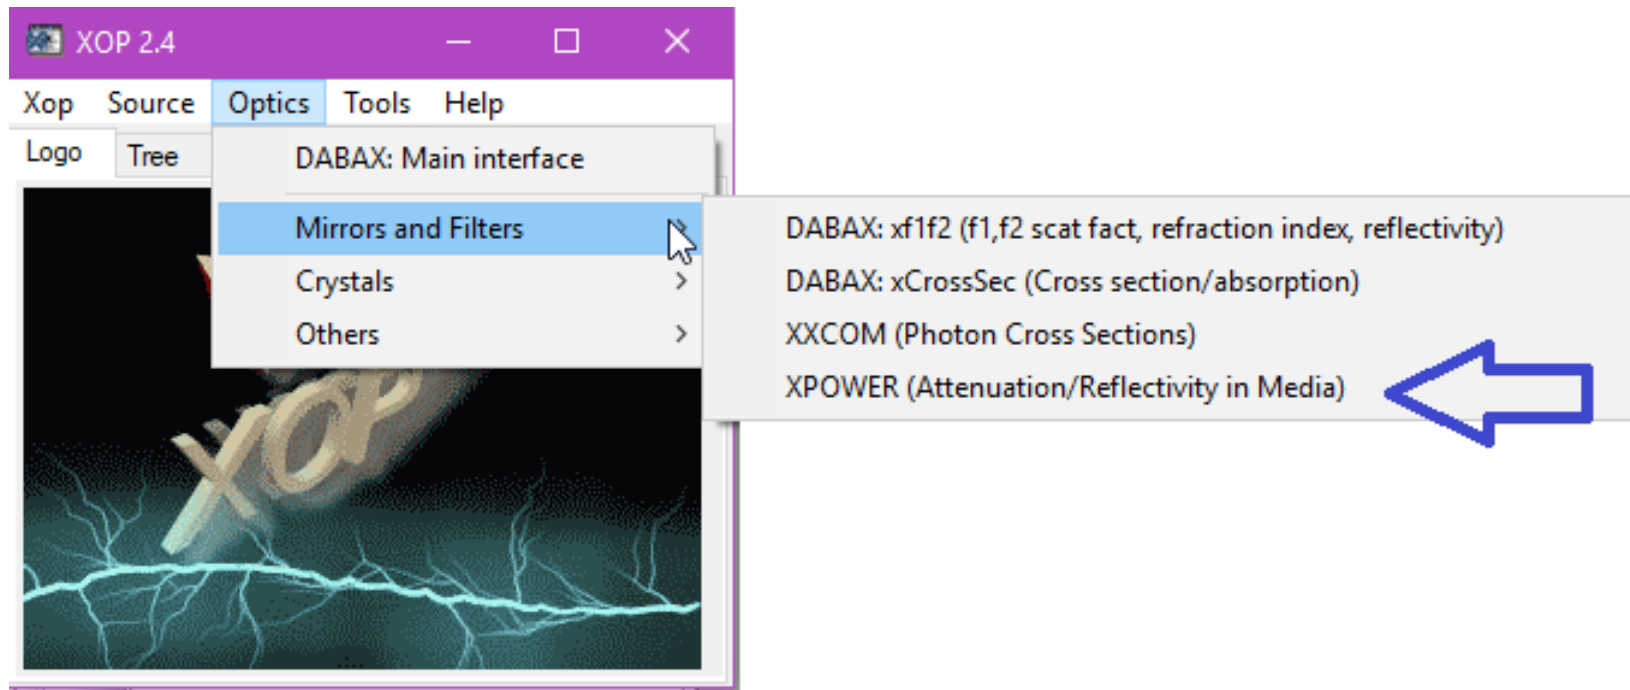 XOP 2.4
Xop Source Optics Tools Help
Logo Tree
DABAX: Main interface
Mirrors and Filters
Crystals
Others
DABAX: xf1f2 (f1,f2 scat fact, refraction index, reflectivity)
DABAX: xCrossSec (Cross section/absorption)
XXCOM (Photon Cross Sections)
XPOWER (Attenuation/Reflectivity in Media)
XOP